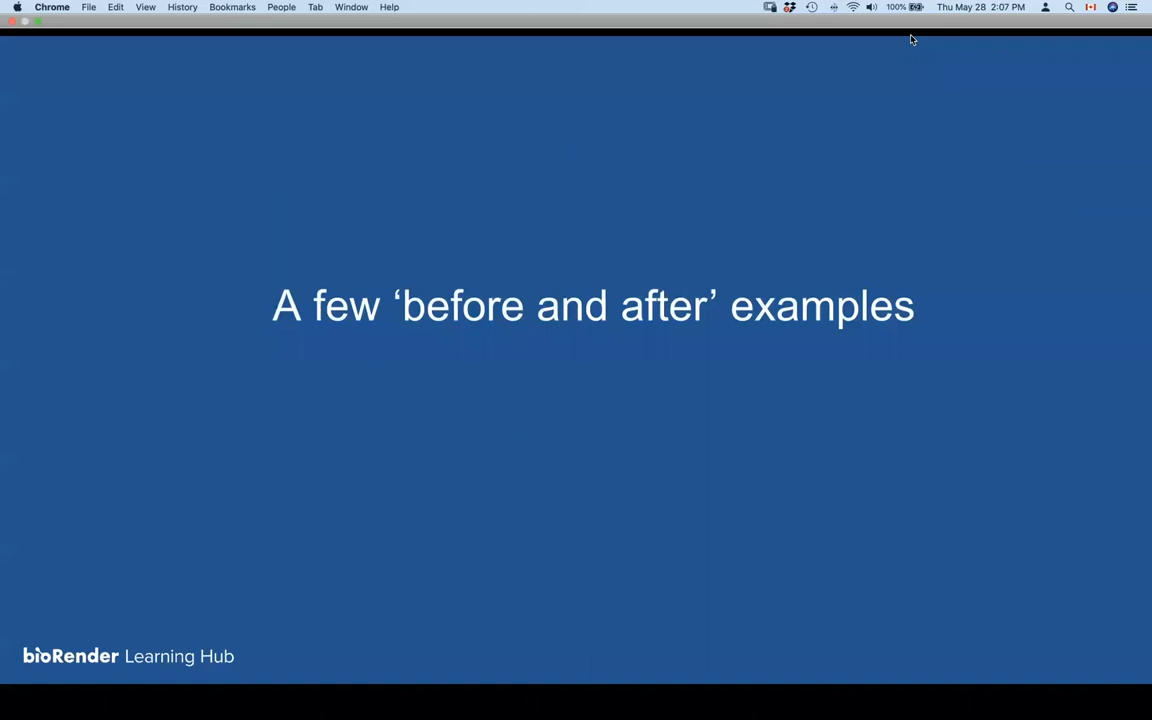 Chrome File Edit View History Bookmarks People Tab Window Help 100% Thu May 28 2:07 PM
A few ‘before and after’ examples
bioRender Learning Hub